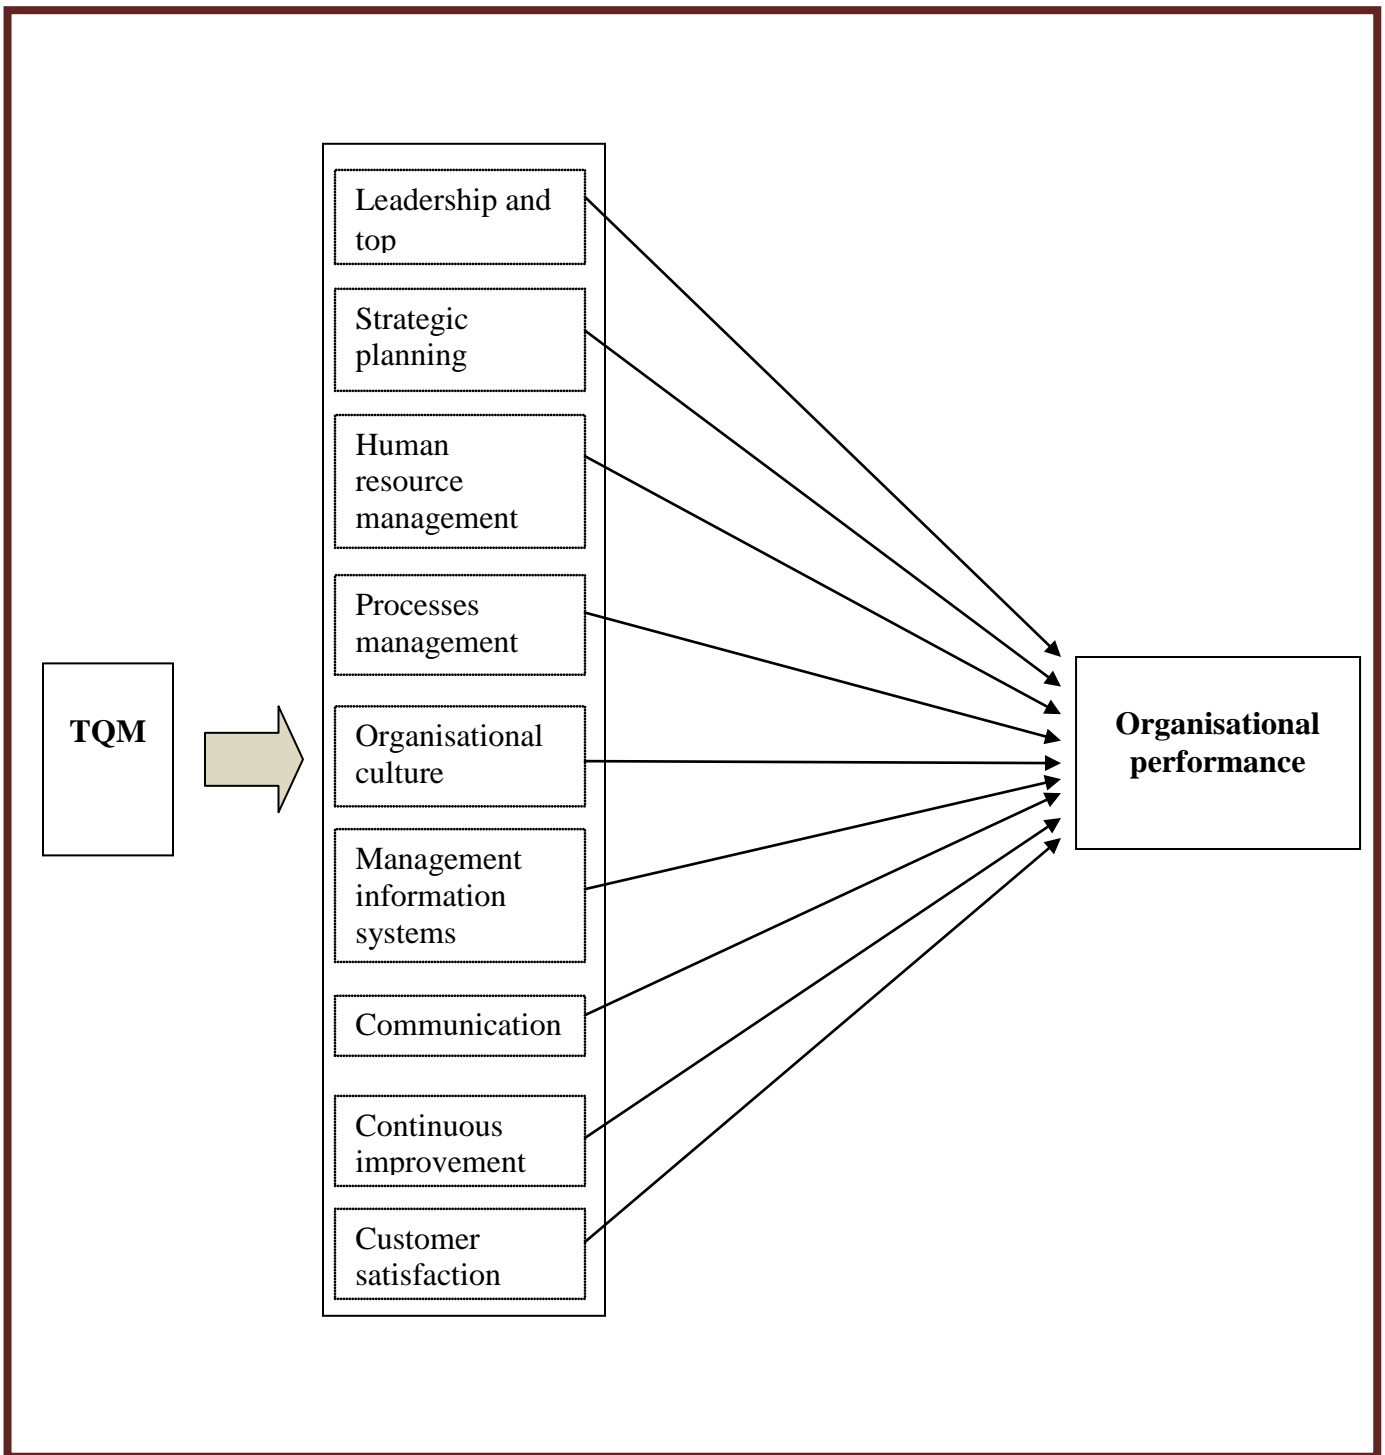 Leadership and
top
Strategic
planning
Human
resource
management
Processes
management
TQM
Organisational
culture
Organisational
performance
Management
information
systems
Communication
Continuous
improvement
Customer
satisfaction